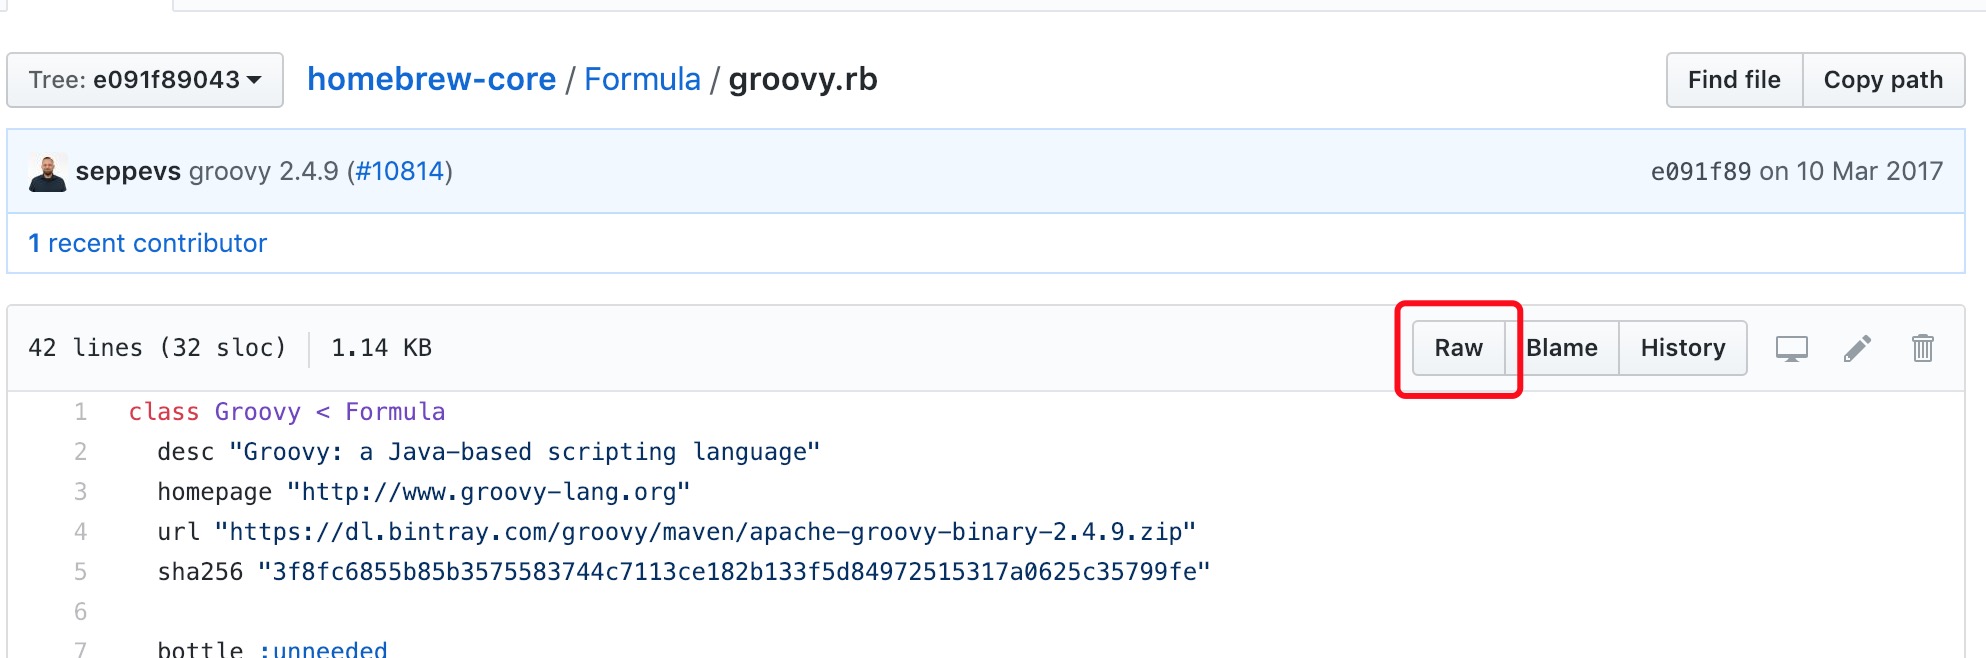 Tree: e091f89043 homebrew-core / Formula / groovy.rb Find file Copy path
seppevs groovy 2.4.9 (#10814) e091f89 on 10 Mar 2017
1 recent contributor
42 lines (32 sloc) 1.14 KB Raw Blame History
1 class Groovy < Formula
2 desc "Groovy: a Java-based scripting language"
3 homepage "http://www.groovy-lang.org"
4 url "https://dl.bintray.com/groovy/maven/apache-groovy-binary-2.4.9.zip"
5 sha256 "3f8fc6855b85b3575583744c7113ce182b133f5d84972515317a0625c35799fe"
6
7 bottle :unneeded